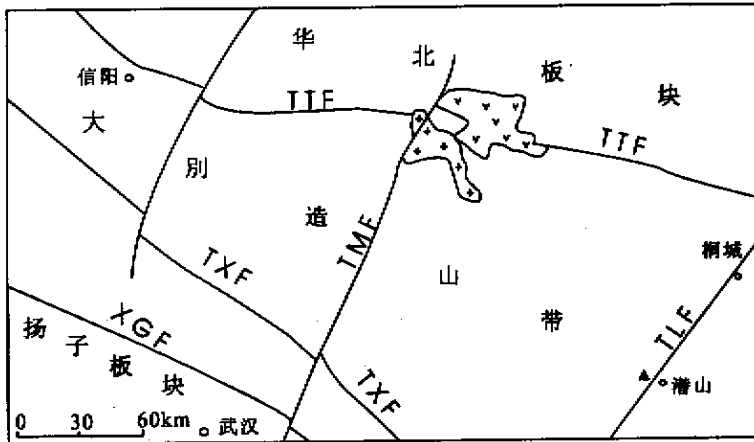 华北板块
信阳
TTF
TTF
大别造山带
TMF
桐城
TXF
XGF
TLF
扬子板块
潜山
TXF
0 30 60km
武汉